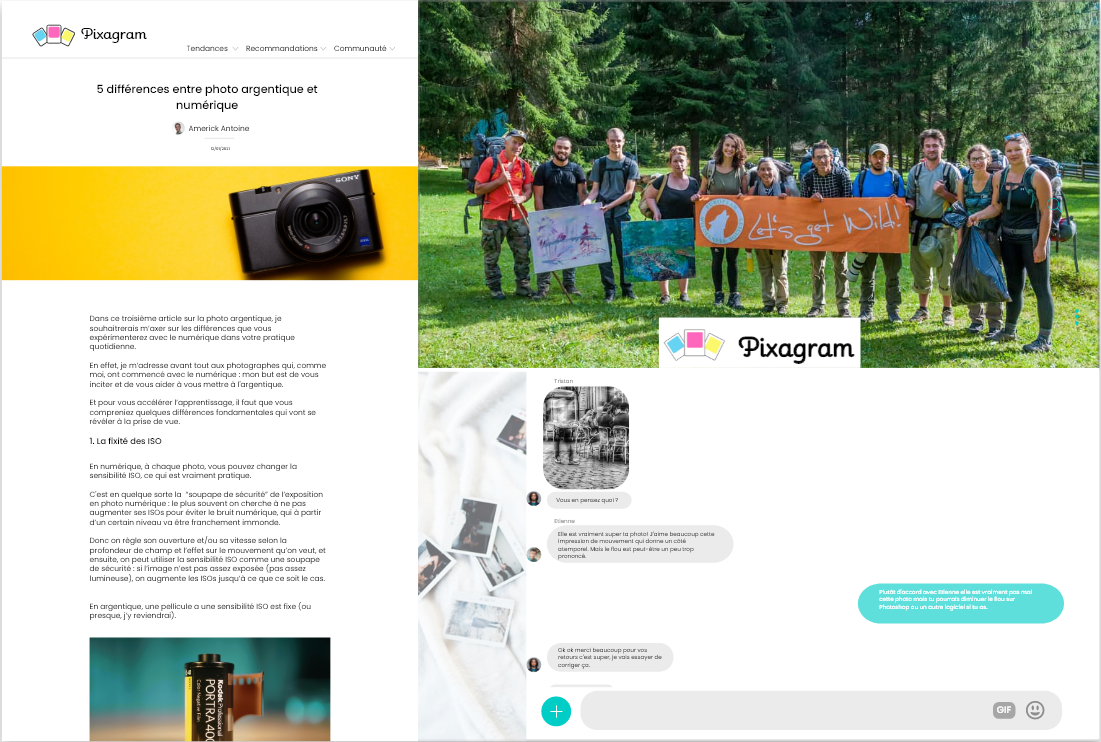 Pixagram
Tendances Recommandations Communauté
5 différences entre photo argentique et
numérique
Americk Antoine
SONY
Dans ce troisième article sur la photo argentique, je
souhaiterais m'axer sur les différences que vous
expérimenterez avec le numérique dans votre pratique
quotidienne.
En effet, je m'adresse avant tout aux photographes qui, comme
moi, ont commencé avec le numérique : mon but est de vous
inciter et de vous aider à vous mettre à l'argentique.
Et pour vous accélérer l'apprentissage, il faut que vous
compreniez quelques différences fondamentales qui vont se
révéler à la prise de vue.
1. La fixité des ISO
En numérique, à chaque photo, vous pouvez changer la
sensibilité ISO, ce qui est vraiment pratique.
C'est en quelque sorte la "soupape de sécurité" de l'exposition
en photo numérique : le plus souvent on cherche à ne pas
augmenter ses ISOs pour éviter le bruit numérique, qui à partir
d'un certain niveau va être franchement immonde.
Donc on règle son ouverture et/ou sa vitesse selon la
profondeur de champ et l'effet sur le mouvement qu'on veut, et
ensuite, on peut utiliser la sensibilité ISO comme une soupape
de sécurité : si l'image n'est pas assez exposée (pas assez
lumineuse), on augmente les ISOs jusqu'à ce que ce soit le cas.
En argentique, une pellicule a une sensibilité ISO est fixe (ou
presque, j'y reviendrai).
Kodak Professional
PORTRA 400
Let's get Wild!
Pixagram
Tristan
Vous en pensez quoi ?
Etienne
Elle est vraiment super ta photo! J'aime beaucoup cette
impression de mouvement qui donne un côté
atemporel. Mais le flou est peut-être un peu trop
prononcé.
Plutôt d'accord avec Etienne elle est vraiment pas mal
cette photo mais tu pourrais diminuer le flou sur
Photoshop ou un autre logiciel si tu as.
Ok ok merci beaucoup pour vos
retours c'est super, je vais essayer de
corriger ça.
GIF